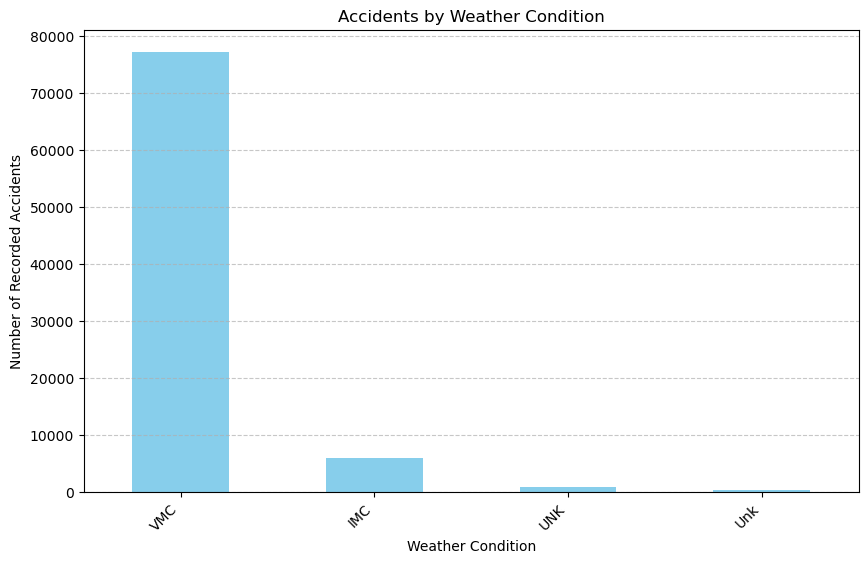 Accidents by Weather Condition
Number of Recorded Accidents
80000
70000
60000
50000
40000
30000
20000
10000
0
VMC
IMC
UNK
Unk
Weather Condition